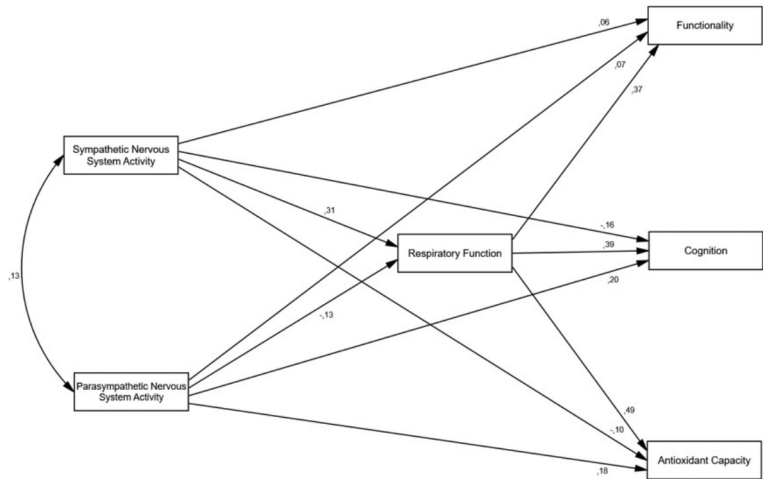 ,06
Functionality
,07
,37
Sympathetic Nervous
System Activity
,31
-,16
,39
Respiratory Function
Cognition
,20
,13
-,13
Parasympathetic Nervous
System Activity
,49
-,10
,18
Antioxidant Capacity